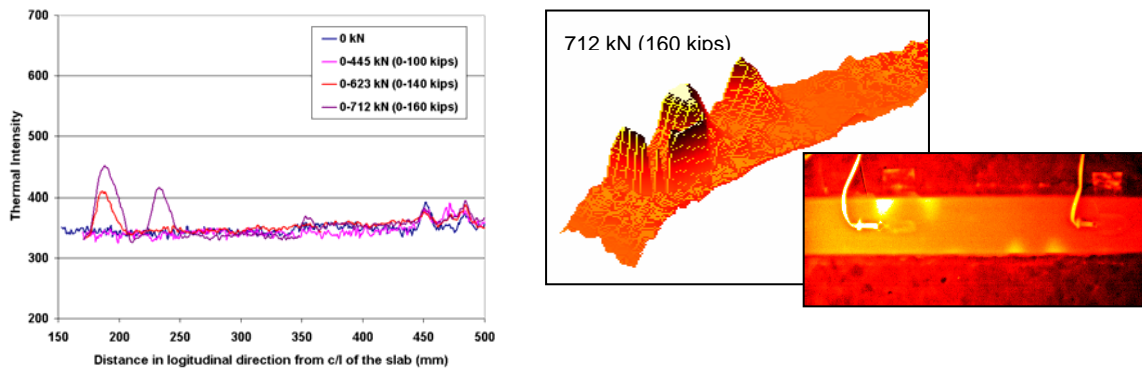 700
600
500
400
300
200
Thermal Intensity
0 kN
0-445 kN (0-100 kips)
0-623 kN (0-140 kips)
0-712 kN (0-160 kips)
150 200 250 300 350 400 450 500
Distance in logitudinal direction from c/l of the slab (mm)
712 kN (160 kips)